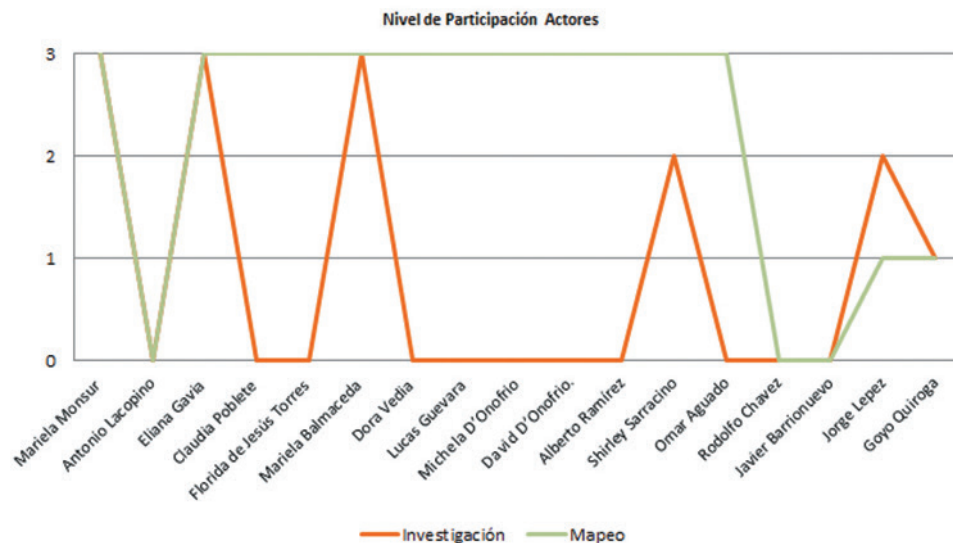 Nivel de Participación Actores
3
2
1
0
Mariela Monsur
Antonio Lacopino
Eliana Gavia
Claudia Poblete
Florida de Jesús Torres
Mariela Balmaceda
Dora Vedia
Lucas Guevara
Michela D'Onofrio
David D'Onofrio.
Alberto Ramírez
Shirley Sarracino
Omar Aguado
Rodolfo Chavez
Javier Barrionuevo
Jorge Lepez
Goyo Quiroga
Investigación
Mapeo